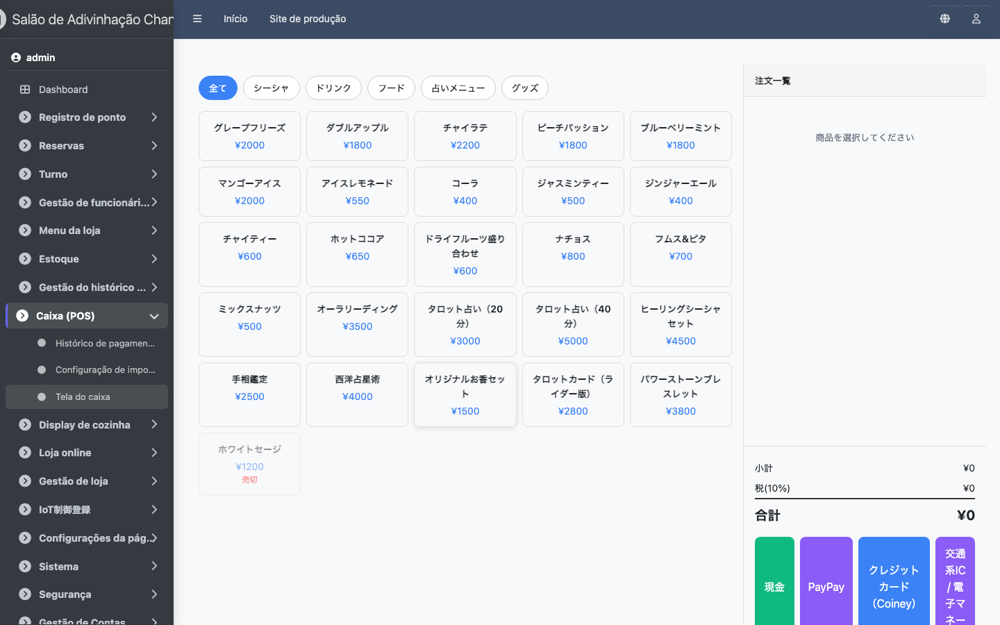 Salão de Adivinhação Chan
Início
Site de produção
admin
Dashboard
Registro de ponto
Reservas
Turno
Gestão de funcionári...
Menu da loja
Estoque
Gestão do histórico ...
Caixa (POS)
Histórico de pagamen...
Configuração de impo...
Tela do caixa
Display de cozinha
Loja online
Gestão de loja
IoT制御登録
Configurações da pág...
Sistema
Segurança
Gestão de Contas
全て
シーシャ
ドリンク
フード
占いメニュー
グッズ
グレープフリーズ
¥2000
ダブルアップル
¥1800
チャイラテ
¥2200
ピーチパッション
¥1800
ブルーベリーミント
¥1800
マンゴーアイス
¥2000
アイスレモネード
¥550
コーラ
¥400
ジャスミンティー
¥500
ジンジャーエール
¥400
チャイティー
¥600
ホットココア
¥650
ドライフルーツ盛り
合わせ
¥600
ナチョス
¥800
フムス&ピタ
¥700
ミックスナッツ
¥500
オーラリーディング
¥3500
タロット占い（20
分）
¥3000
タロット占い（40
分）
¥5000
ヒーリングシーシャ
セット
¥4500
手相鑑定
¥2500
西洋占星術
¥4000
オリジナルお香セッ
ト
¥1500
タロットカード（ラ
イダー版）
¥2800
パワーストーンブレ
スレット
¥3800
ホワイトセージ
¥1200
売切
注文一覧
商品を選択してください
小計
¥0
税(10%)
¥0
合計
¥0
現金
PayPay
クレジット
カード
（Coiney）
交通
系IC
/ 電
子マ
ネー